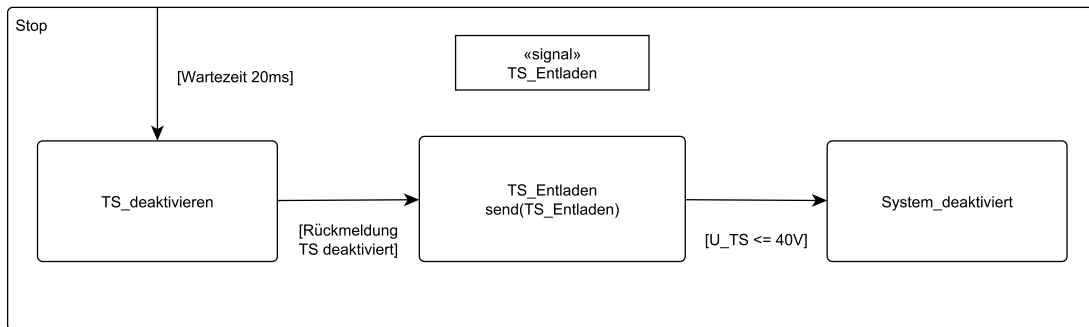 Stop
«signal»
TS_Entladen
[Wartezeit 20ms]
TS_deaktivieren
[Rückmeldung
TS deaktiviert]
TS_Entladen
send(TS_Entladen)
[U_TS <= 40V]
System_deaktiviert